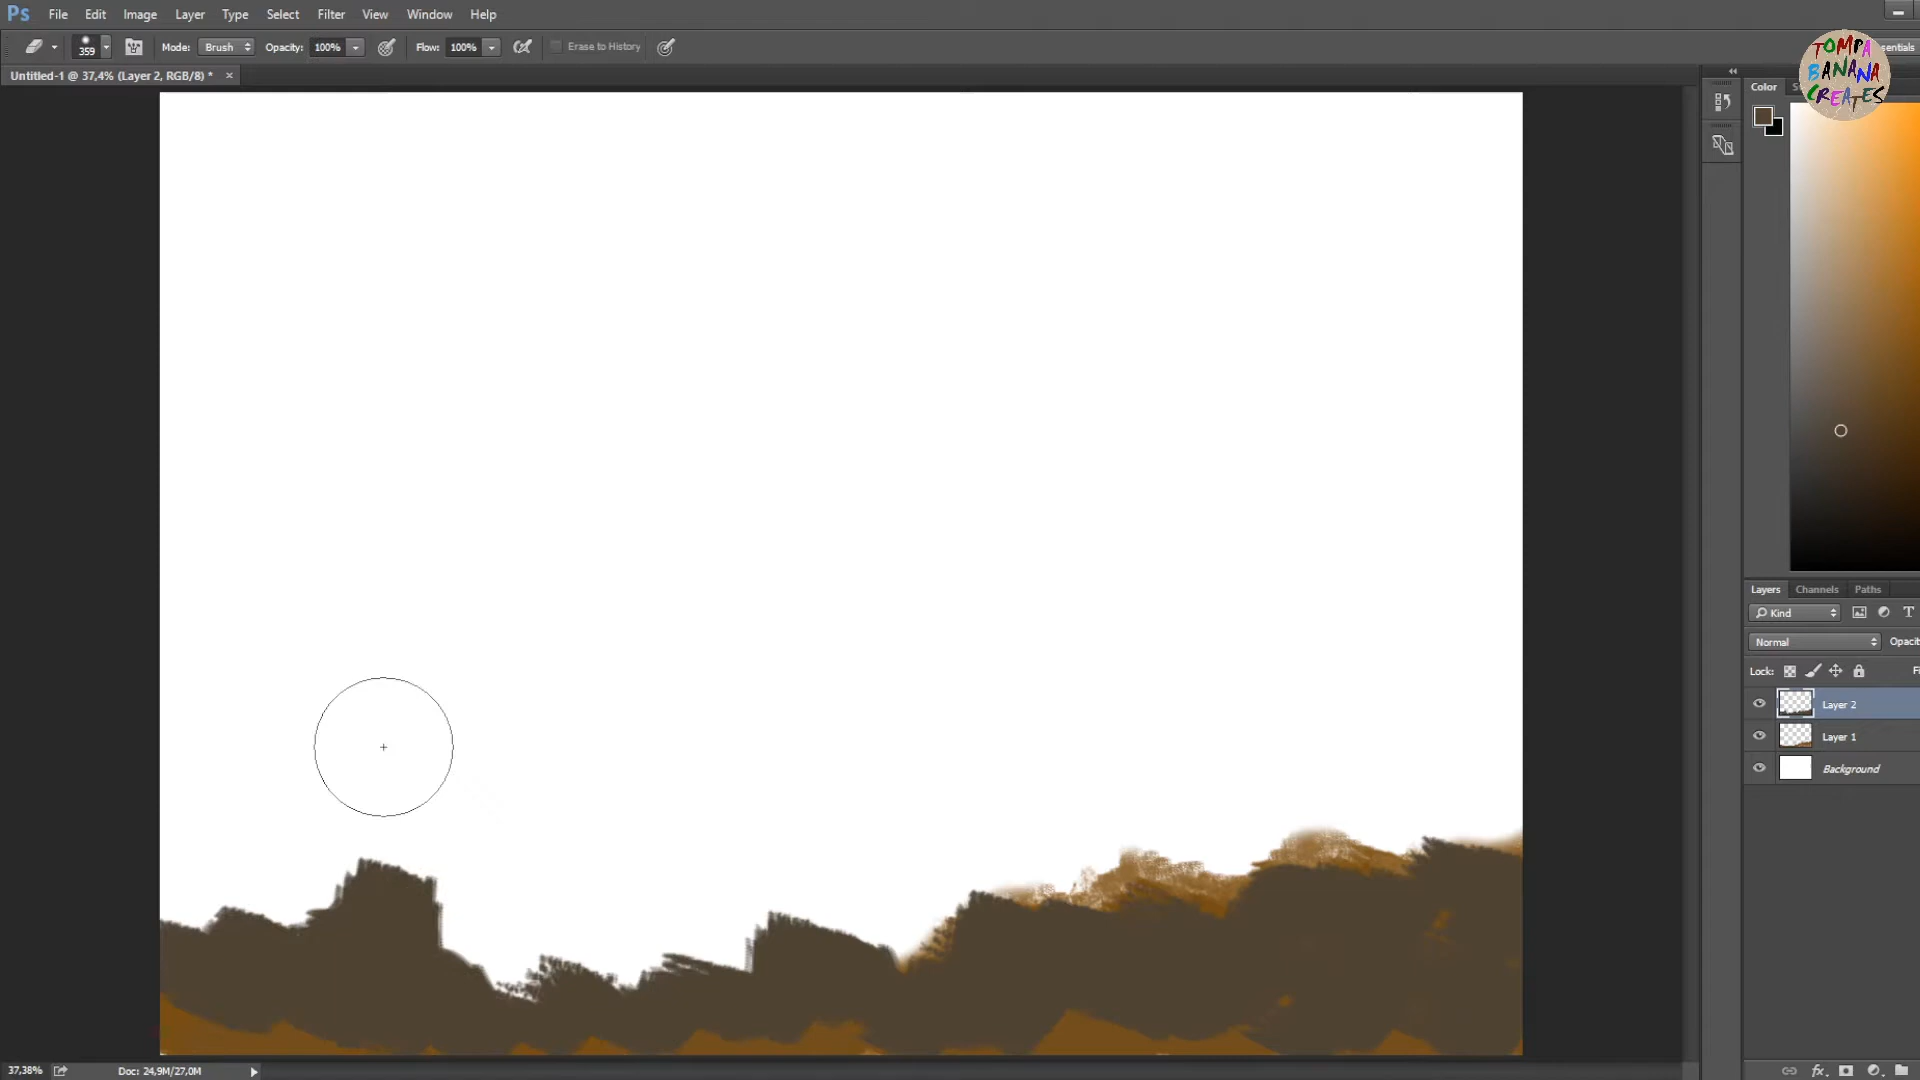 Ps File Edit Image Layer Type Select Filter View Window Help
359 Mode: Brush Opacity: 100% Flow: 100% Erase to History
Untitled-1 @ 37,4% (Layer 2, RGB/8) *
TOMPA
BANANA
CREATES
Color
Layers Channels Paths
Kind
Normal
Lock:
Layer 2
Layer 1
Background
37,38% Doc: 24,9M/27,0M
fx